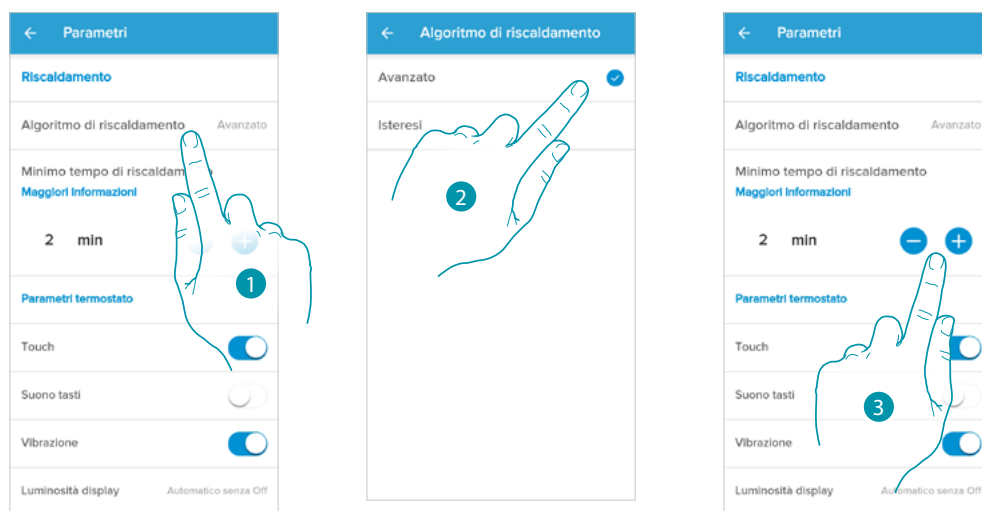 ← Parametri
Riscaldamento
Algoritmo di riscaldamento Avanzato
Minimo tempo di riscaldam o
Maggiori Informazioni
2 min
+
1
Parametri termostato
Touch
Suono tasti
Vibrazione
Luminosità display Automatico senza Off
← Algoritmo di riscaldamento
Avanzato
Isteresi
2
← Parametri
Riscaldamento
Algoritmo di riscaldamento Avanzato
Minimo tempo di riscaldamento
Maggiori Informazioni
2 min
− +
Parametri termostato
Touch
Suono tasti
3
Vibrazione
Luminosità display Automatico senza Off